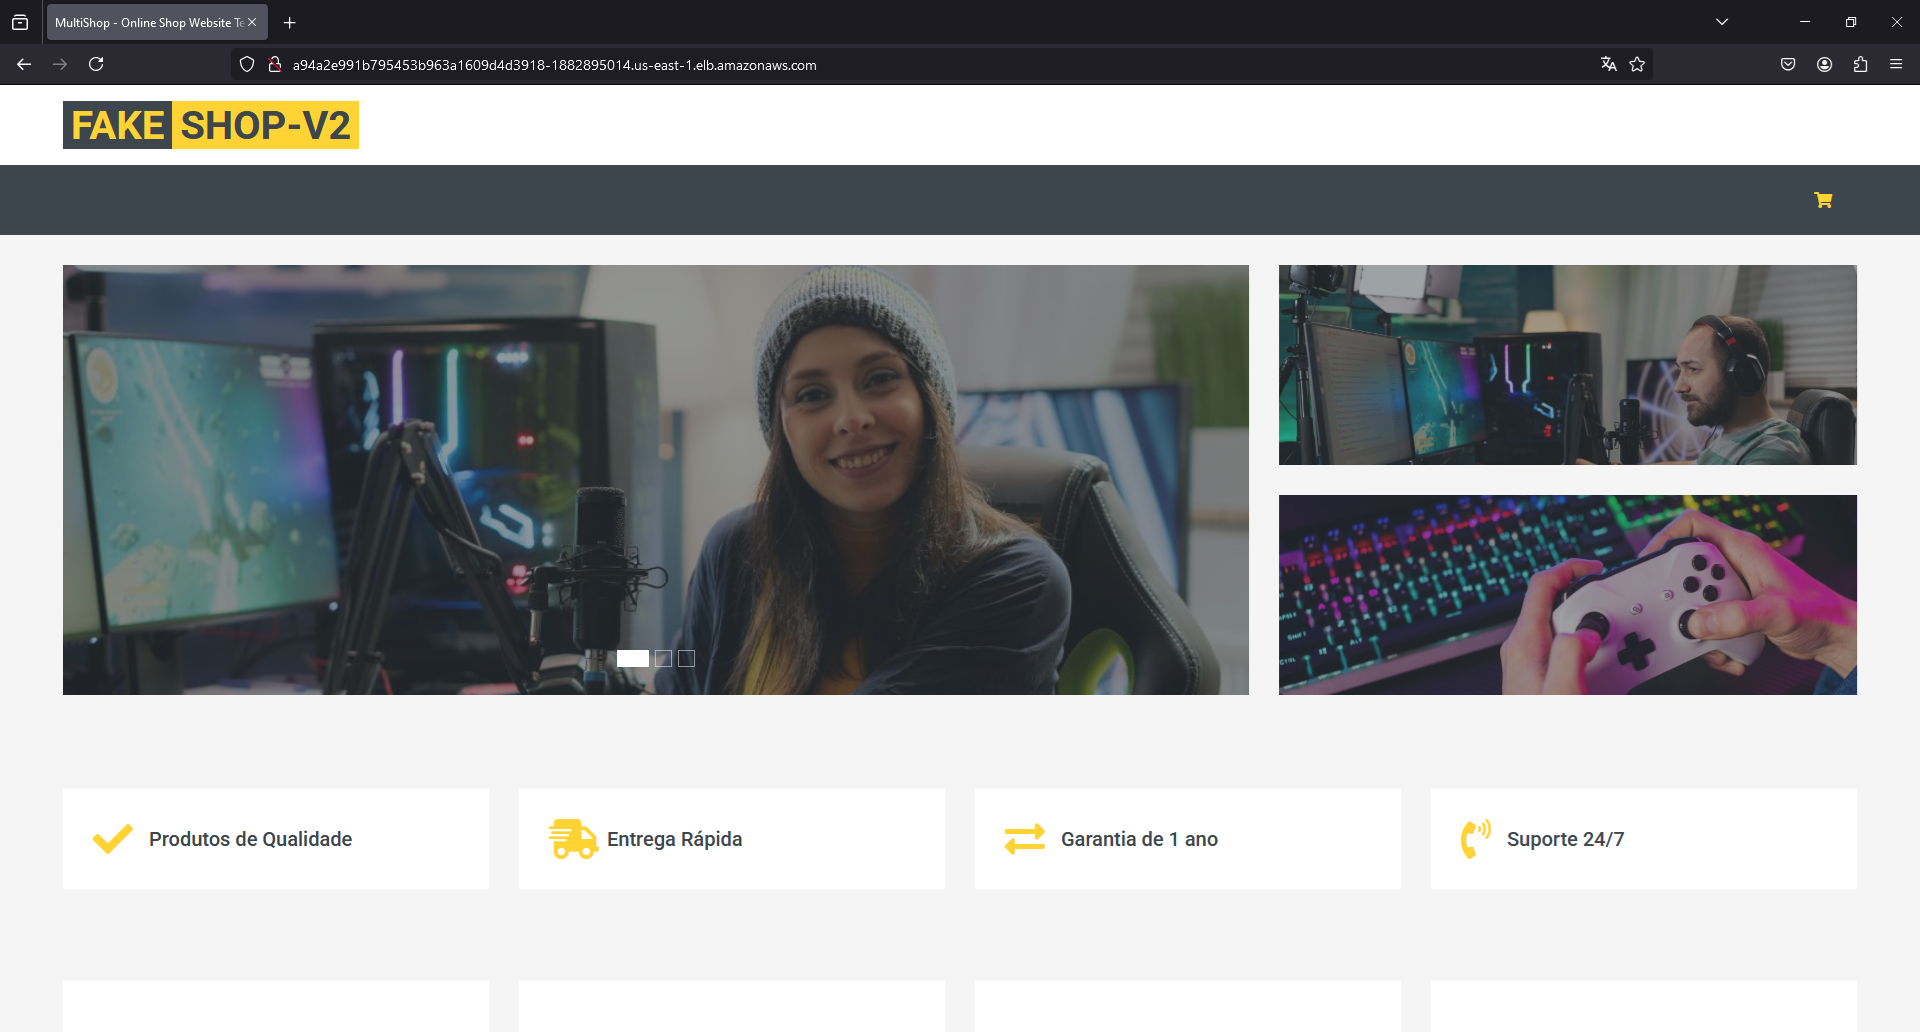 MultiShop - Online Shop Website Te
a94a2e991b795453b963a1609d4d3918-1882895014.us-east-1.elb.amazonaws.com
FAKE SHOP-V2
Produtos de Qualidade
Entrega Rápida
Garantia de 1 ano
Suporte 24/7